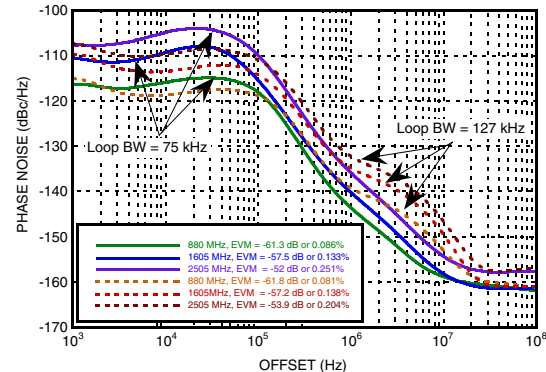 -100
-110
-120
-130
-140
-150
-160
-170
PHASE NOISE (dBc/Hz)
Loop BW = 75 kHz
Loop BW = 127 kHz
880 MHz, EVM = -61.3 dB or 0.086%
1605 MHz, EVM = -57.5 dB or 0.133%
2505 MHz, EVM = -52 dB or 0.251%
880 MHz, EVM = -61.8 dB or 0.081%
1605MHz, EVM = -57.2 dB or 0.138%
2505 MHz, EVM = -53.9 dB or 0.204%
10³ 10⁴ 10⁵ 10⁶ 10⁷ 10⁸
OFFSET (Hz)